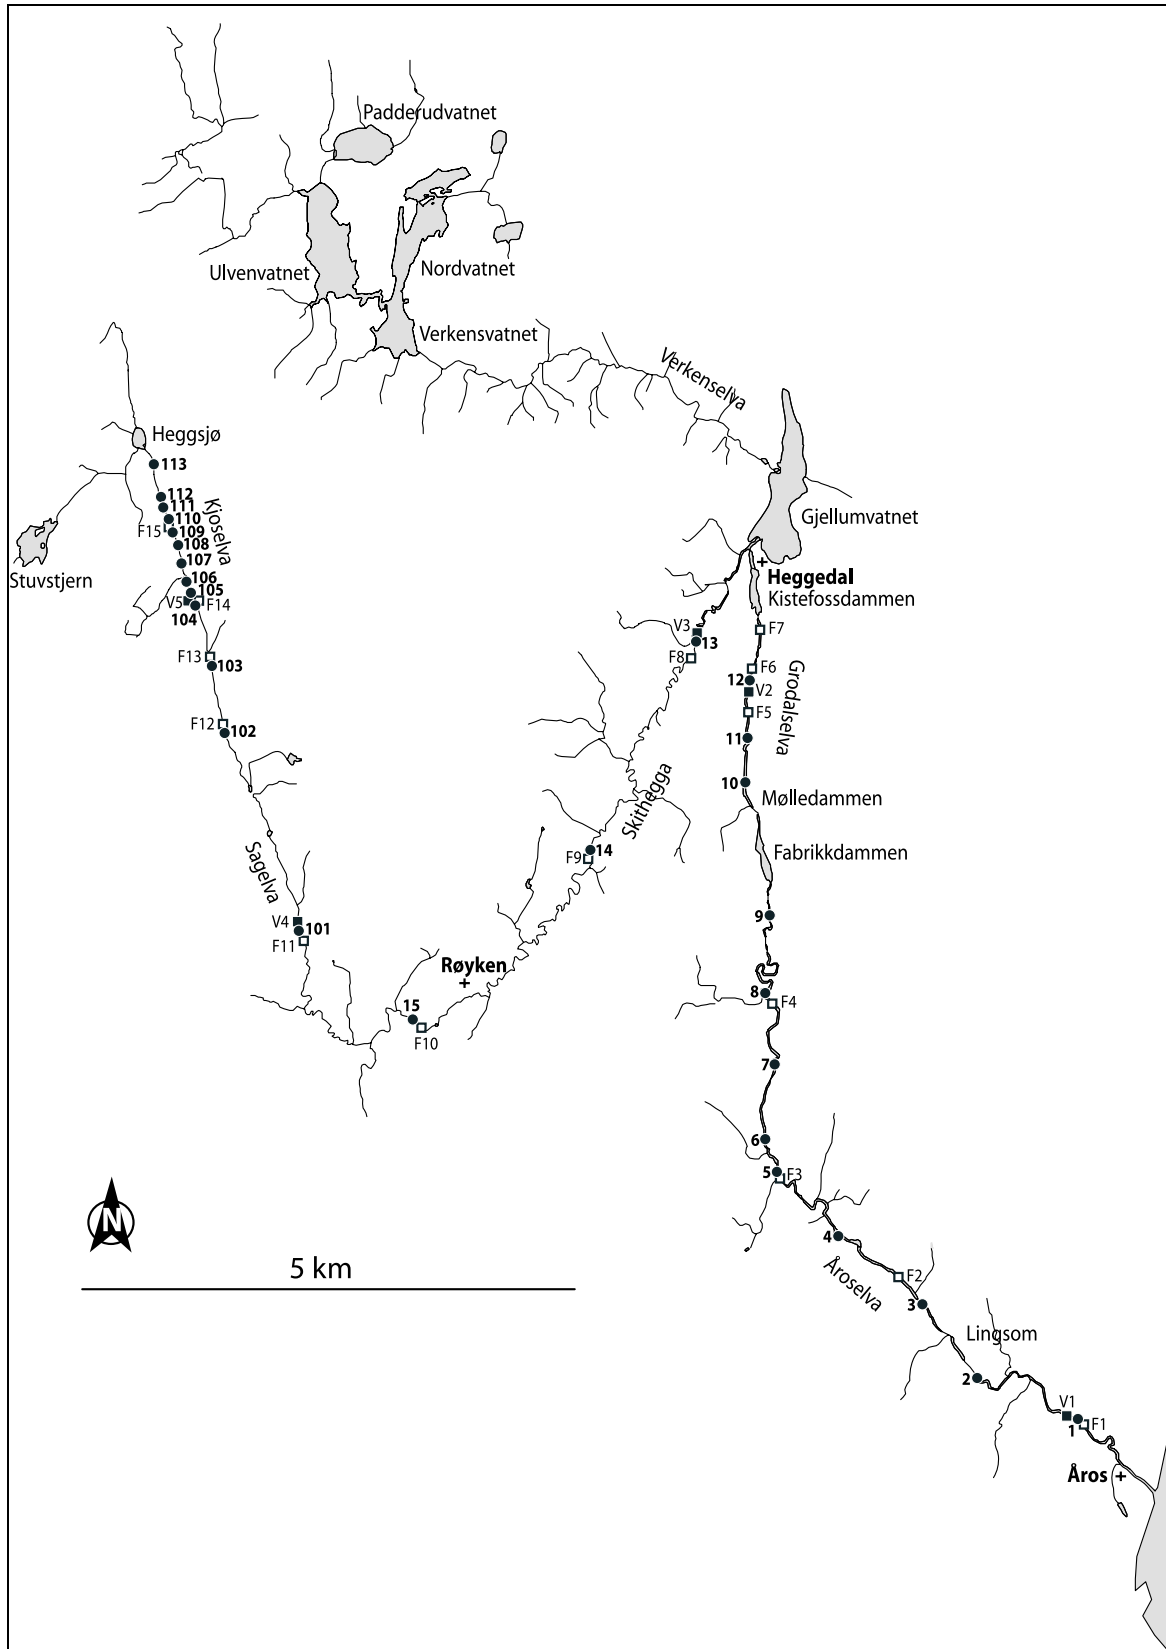 Padderudvatnet
Ulvenvatnet
Nordvatnet
Verkensvatnet
Verkenselva
Heggsjø
113
112
111
Kjoselva
110
F15
109
108
Gjellumvatnet
107
Stuvstjern
106
105
V5
F14
104
Heggedal
Kistefossdammen
V3
13
F7
F13
103
F8
F6
12
V2
Grodalselva
F5
F12
102
11
10
Mølledammen
Skithegga
14
F9
Fabrikkdammen
Sagelva
9
V4
101
F11
Røyken
8
F4
15
F10
7
6
5
F3
N
4
5 km
Åroselva
F2
3
Lingsom
2
V1
1
F1
Åros